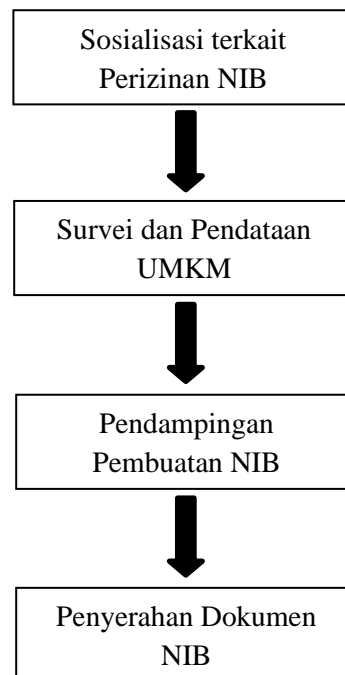 Sosialisasi terkait
Perizinan NIB
Survei dan Pendataan
UMKM
Pendampingan
Pembuatan NIB
Penyerahan Dokumen
NIB